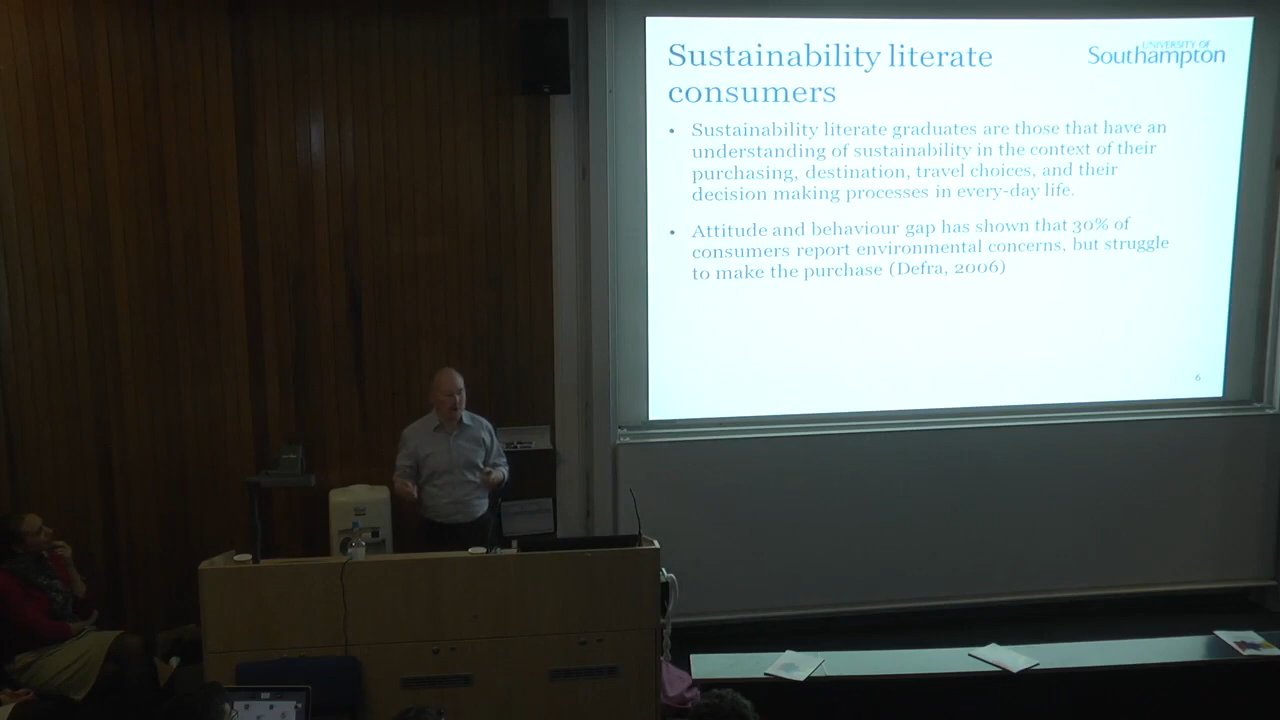 Sustainability literate
consumers
UNIVERSITY OF
Southampton
• Sustainability literate graduates are those that have an
understanding of sustainability in the context of their
purchasing, destination, travel choices, and their
decision making processes in every-day life.
• Attitude and behaviour gap has shown that 30% of
consumers report environmental concerns, but struggle
to make the purchase (Defra, 2006)
6